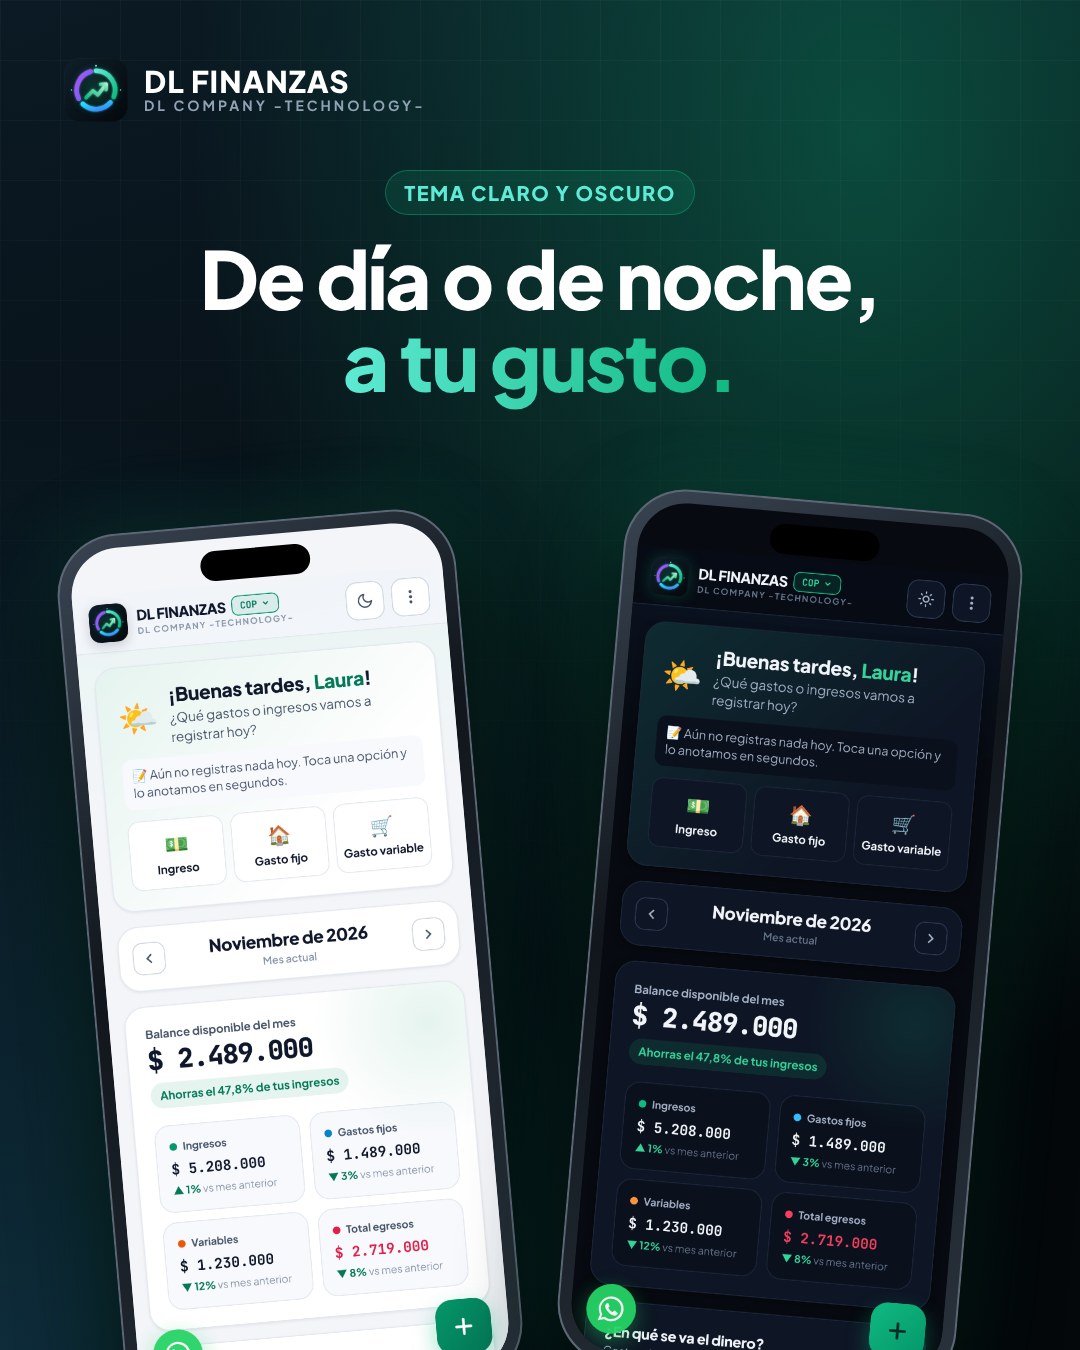 DL FINANZAS
DL COMPANY -TECHNOLOGY-
TEMA CLARO Y OSCURO
De día o de noche,
a tu gusto.
DL FINANZAS COP
DL COMPANY -TECHNOLOGY-
¡Buenas tardes, Laura!
¿Qué gastos o ingresos vamos a
registrar hoy?
Aún no registras nada hoy. Toca una opción y
lo anotamos en segundos.
Ingreso
Gasto fijo
Gasto variable
Noviembre de 2026
Mes actual
Balance disponible del mes
$ 2.489.000
Ahorras el 47,8% de tus ingresos
Ingresos
$ 5.208.000
▲ 1% vs mes anterior
Gastos fijos
$ 1.489.000
▼ 3% vs mes anterior
Variables
$ 1.230.000
▼ 12% vs mes anterior
Total egresos
$ 2.719.000
▼ 8% vs mes anterior
DL FINANZAS COP
DL COMPANY -TECHNOLOGY-
¡Buenas tardes, Laura!
¿Qué gastos o ingresos vamos a
registrar hoy?
Aún no registras nada hoy. Toca una opción y
lo anotamos en segundos.
Ingreso
Gasto fijo
Gasto variable
Noviembre de 2026
Mes actual
Balance disponible del mes
$ 2.489.000
Ahorras el 47,8% de tus ingresos
Ingresos
$ 5.208.000
▲ 1% vs mes anterior
Gastos fijos
$ 1.489.000
▼ 3% vs mes anterior
Variables
$ 1.230.000
▼ 12% vs mes anterior
Total egresos
$ 2.719.000
▼ 8% vs mes anterior
¿En qué se va el dinero?